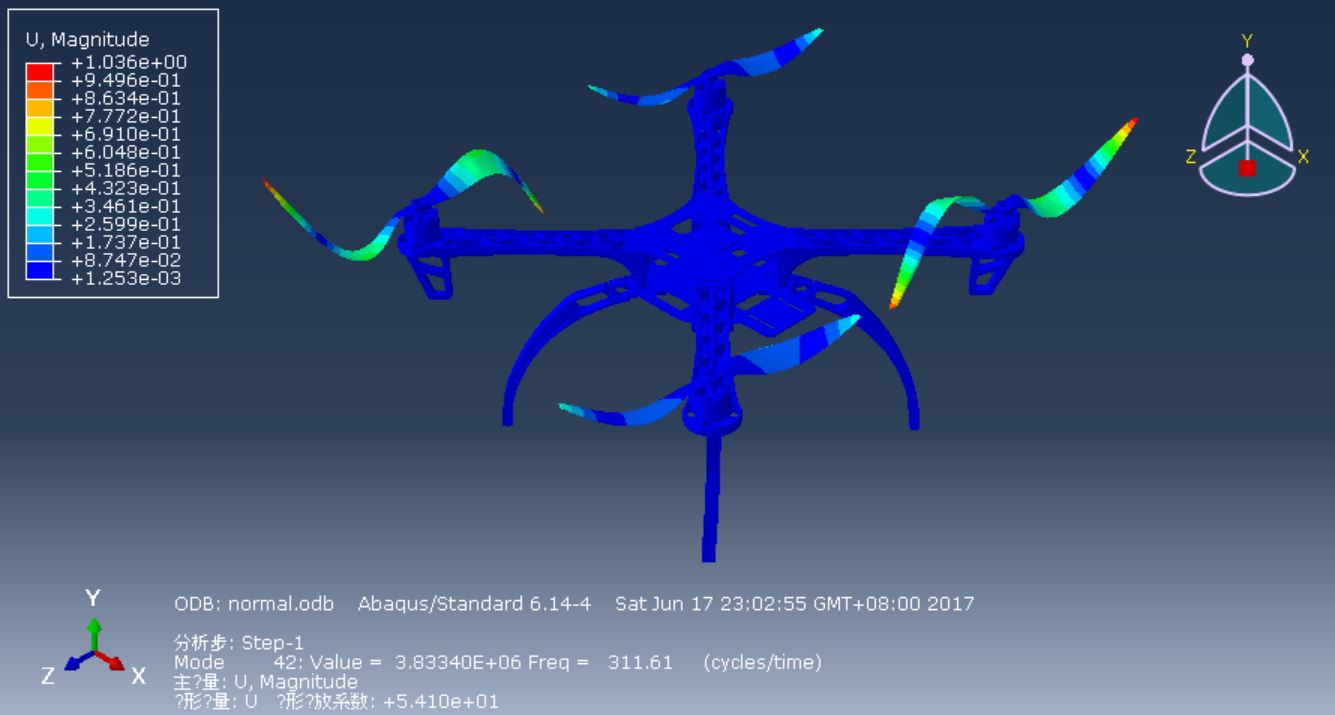 U, Magnitude
+1.036e+00
+9.496e-01
+8.634e-01
+7.772e-01
+6.910e-01
+6.048e-01
+5.186e-01
+4.323e-01
+3.461e-01
+2.599e-01
+1.737e-01
+8.747e-02
+1.253e-03
Y
Z
X
Y
Z
X
ODB: normal.odb Abaqus/Standard 6.14-4 Sat Jun 17 23:02:55 GMT+08:00 2017
分析步: Step-1
Mode 42: Value = 3.83340E+06 Freq = 311.61 (cycles/time)
主?量: U, Magnitude
?形?量: U ?形?放系数: +5.410e+01